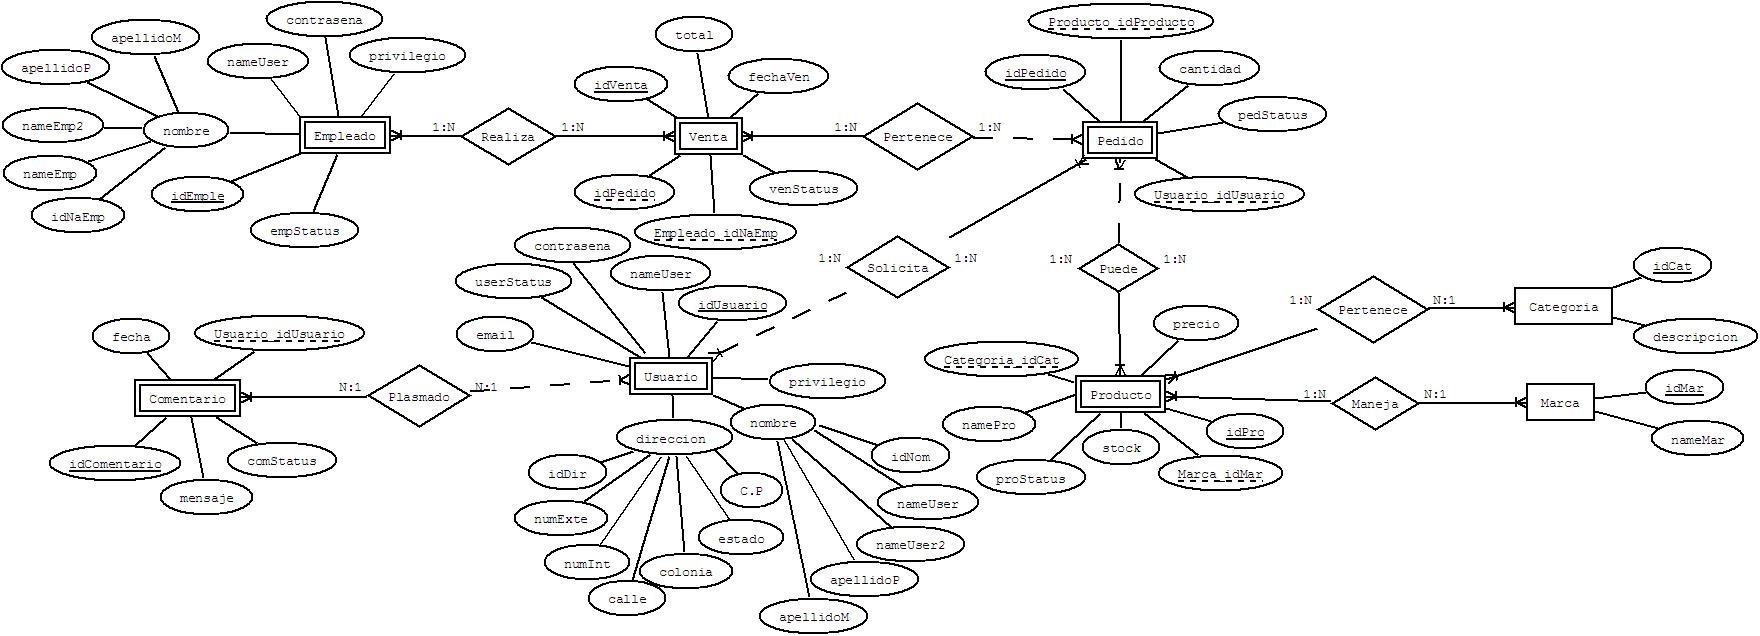 contrasena
apellidoM
nameUser
privilegio
apellidoP
nameEmp2
nombre
Empleado
nameEmp
idNaEmp
idEmple
empStatus
1:N
Realiza
1:N
total
idVenta
fechaVen
Venta
idPedido
venStatus
Empleado_idNaEmp
1:N
Pertenece
1:N
Producto_idProducto
idPedido
cantidad
pedStatus
Pedido
Usuario_idUsuario
1:N
Solicita
1:N
1:N
Puede
1:N
contrasena
userStatus
nameUser
idUsuario
email
Usuario
privilegio
fecha
Usuario_idUsuario
Comentario
N:1
Plasmado
N:1
idComentario
comStatus
mensaje
direccion
nombre
idDir
numExte
numInt
calle
colonia
estado
C.P
idNom
nameUser
nameUser2
apellidoP
apellidoM
precio
Categoria_idCat
Producto
namePro
proStatus
stock
idPro
Marca_idMar
1:N
Pertenece
N:1
Categoria
idCat
descripcion
1:N
Maneja
N:1
Marca
idMar
nameMar